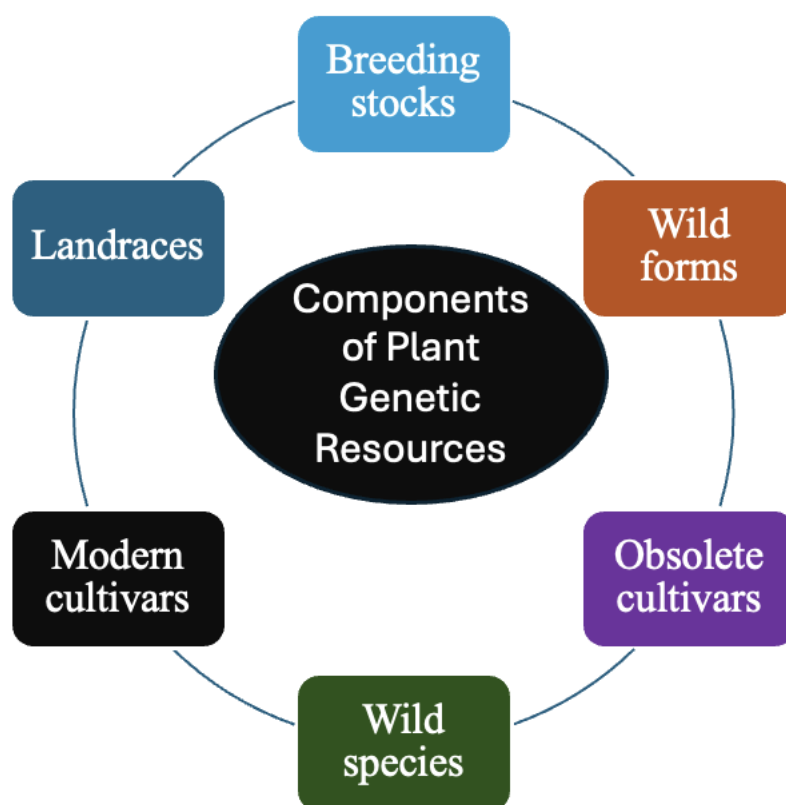 Breeding
stocks
Landraces
Wild
forms
Components
of Plant
Genetic
Resources
Modern
cultivars
Obsolete
cultivars
Wild
species